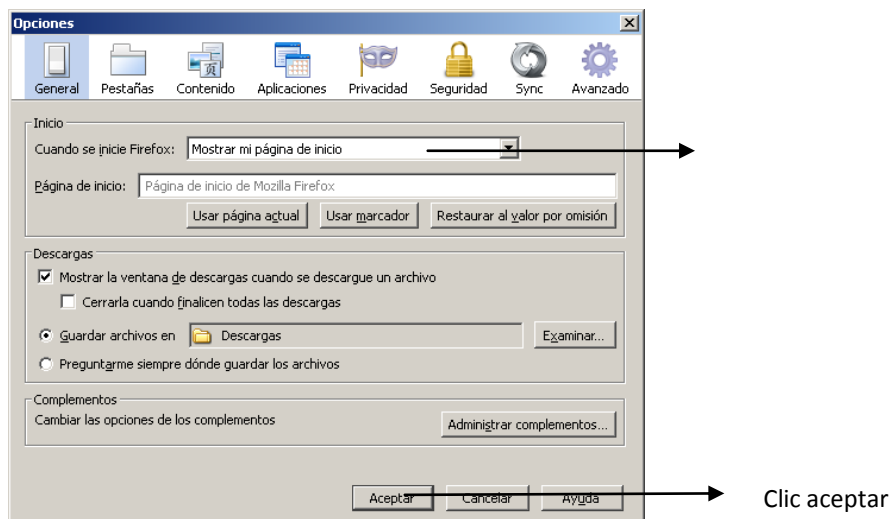 Opciones
General Pestañas Contenido Aplicaciones Privacidad Seguridad Sync Avanzado
Inicio
Cuando se inicie Firefox: Mostrar mi página de inicio
Página de inicio: Página de inicio de Mozilla Firefox
Usar página actual Usar marcador Restaurar al valor por omisión
Descargas
Mostrar la ventana de descargas cuando se descargue un archivo
Cerrarla cuando finalicen todas las descargas
Guardar archivos en Descargas Examinar...
Preguntarme siempre dónde guardar los archivos
Complementos
Cambiar las opciones de los complementos Administrar complementos...
Aceptar Cancelar Ayuda Clic aceptar